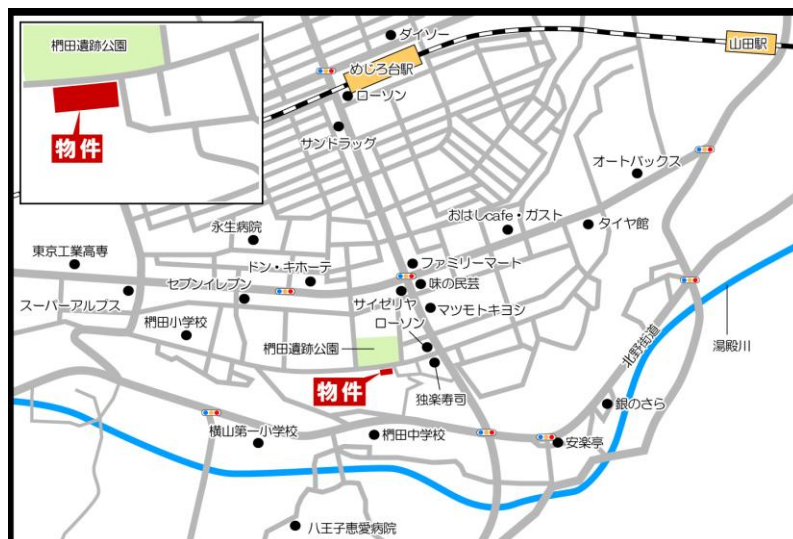 ダイソー
椚田遺跡公園
山田駅
めじろ台駅
ローソン
物件
サンドラッグ
オートバックス
おはしcafe・ガスト
タイヤ館
永生病院
東京工業高専
ドン・キホーテ
ファミリーマート
味の民芸
セブンイレブン
スーパーアルプス
サイゼリヤ
マツモトキヨシ
椚田小学校
ローソン
椚田遺跡公園
北野街道
湯殿川
物件
独楽寿司
銀のさら
横山第一小学校
椚田中学校
安楽亭
八王子恵愛病院